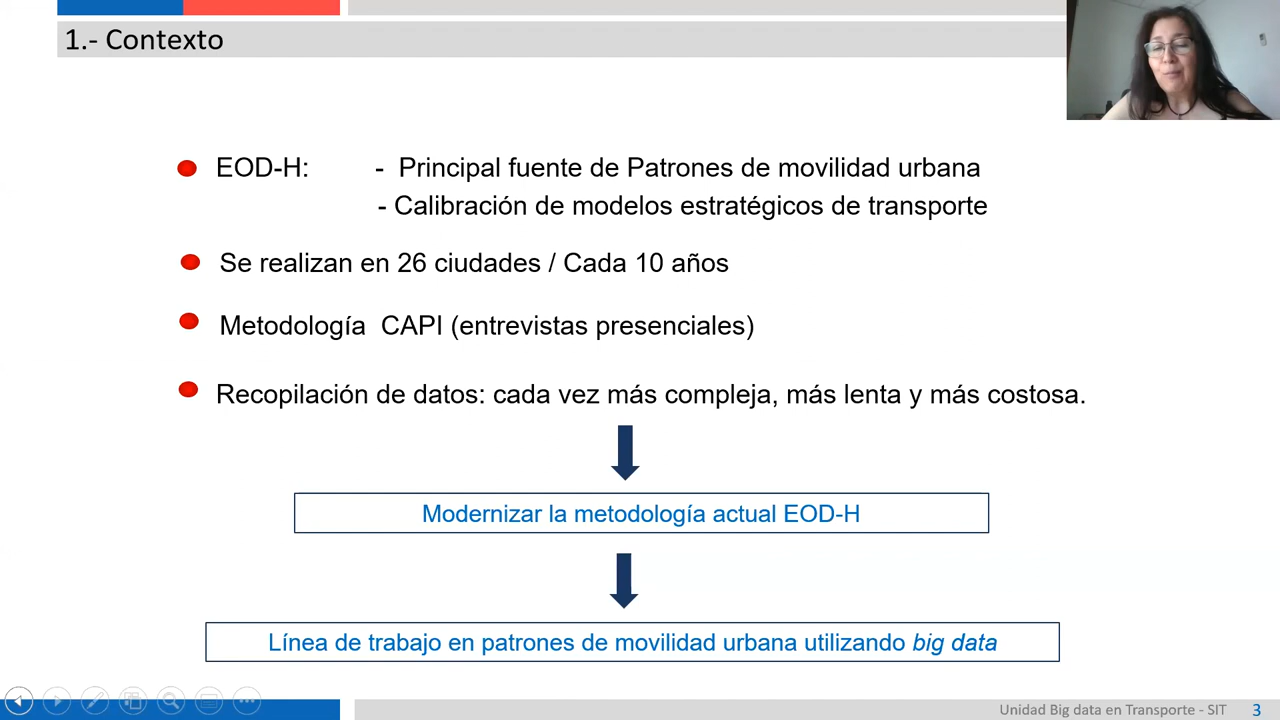 1.- Contexto
EOD-H: - Principal fuente de Patrones de movilidad urbana
- Calibración de modelos estratégicos de transporte
Se realizan en 26 ciudades / Cada 10 años
Metodología CAPI (entrevistas presenciales)
Recopilación de datos: cada vez más compleja, más lenta y más costosa.
Modernizar la metodología actual EOD-H
Línea de trabajo en patrones de movilidad urbana utilizando big data
Unidad Big data en Transporte - SIT 3